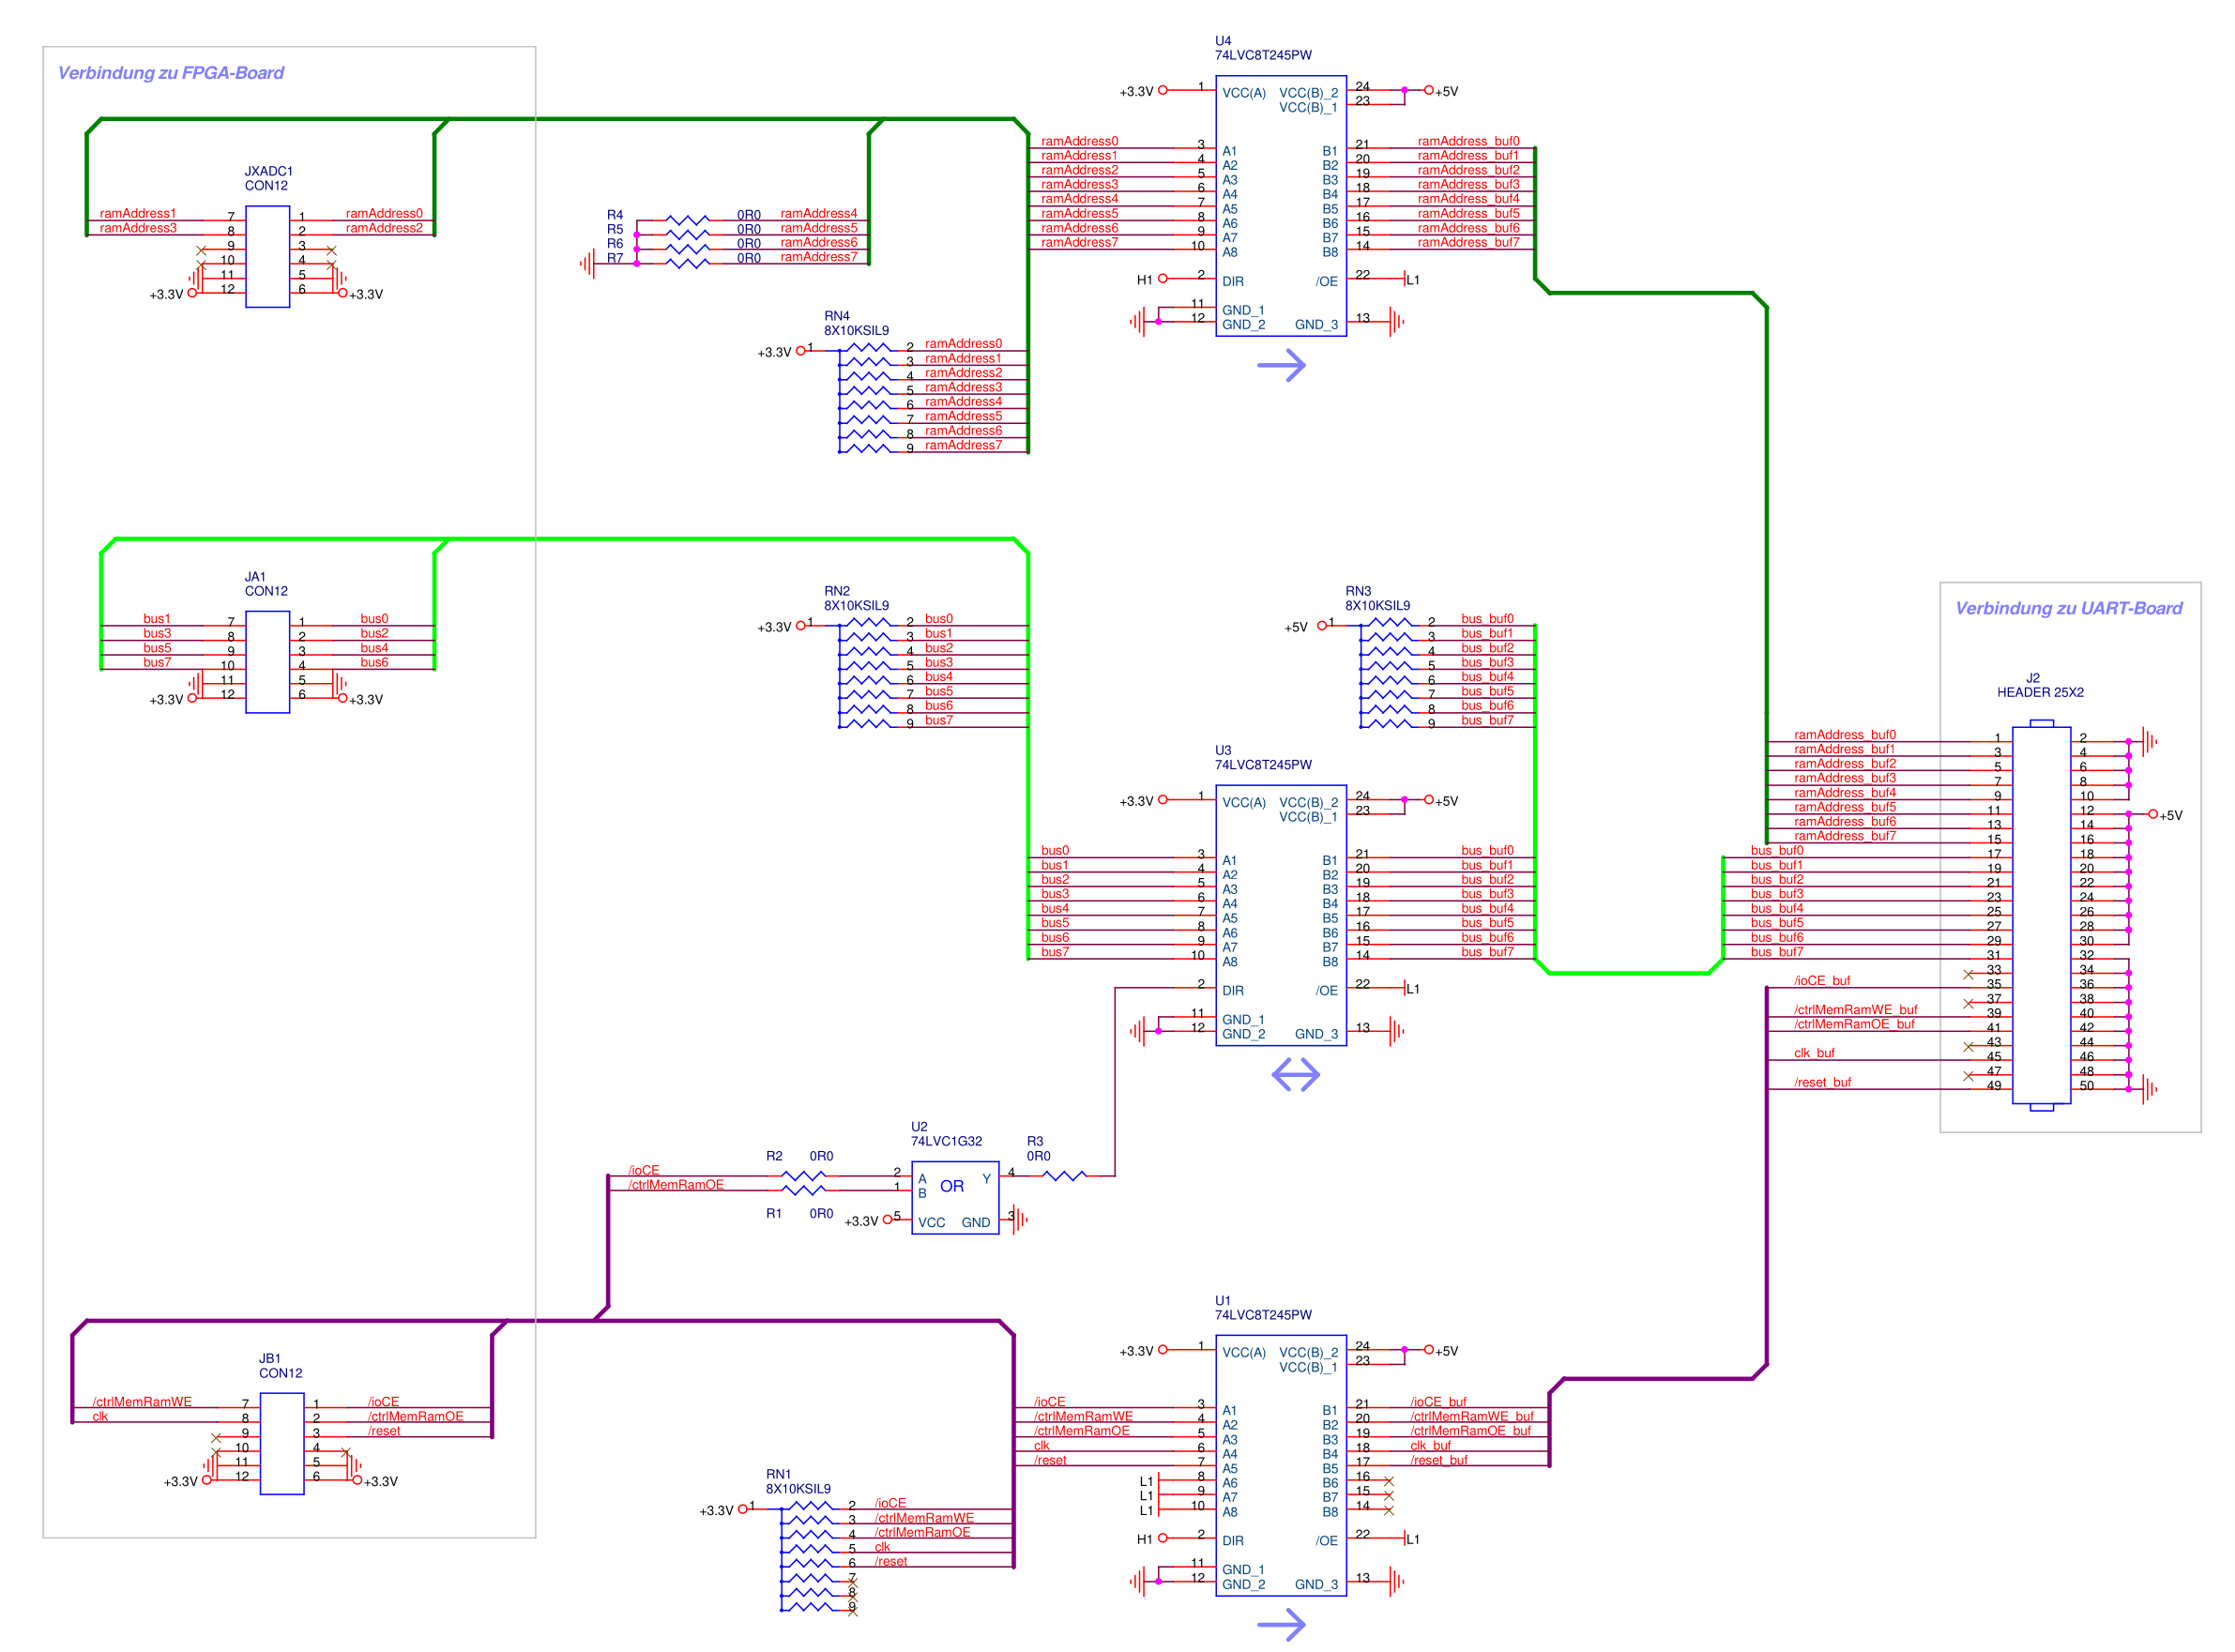 Verbindung zu FPGA-Board
JXADC1
CON12
ramAddress1 7 1 ramAddress0
ramAddress3 8 2 ramAddress2
9 3
10 4
11 5
+3.3V 12 6 +3.3V
R4 0R0 ramAddress4
R5 0R0 ramAddress5
R6 0R0 ramAddress6
R7 0R0 ramAddress7
RN4
8X10KSIL9
+3.3V 1 2 ramAddress0
3 ramAddress1
4 ramAddress2
5 ramAddress3
6 ramAddress4
7 ramAddress5
8 ramAddress6
9 ramAddress7
U4
74LVC8T245PW
+3.3V 1 VCC(A) VCC(B)_2 24 +5V
VCC(B)_1 23
ramAddress0 3 A1 B1 21 ramAddress_buf0
ramAddress1 4 A2 B2 20 ramAddress_buf1
ramAddress2 5 A3 B3 19 ramAddress_buf2
ramAddress3 6 A4 B4 18 ramAddress_buf3
ramAddress4 7 A5 B5 17 ramAddress_buf4
ramAddress5 8 A6 B6 16 ramAddress_buf5
ramAddress6 9 A7 B7 15 ramAddress_buf6
ramAddress7 10 A8 B8 14 ramAddress_buf7
H1 2 DIR /OE 22 L1
11 GND_1
12 GND_2 GND_3 13
JA1
CON12
bus1 7 1 bus0
bus3 8 2 bus2
bus5 9 3 bus4
bus7 10 4 bus6
11 5
+3.3V 12 6 +3.3V
RN2
8X10KSIL9
+3.3V 1 2 bus0
3 bus1
4 bus2
5 bus3
6 bus4
7 bus5
8 bus6
9 bus7
RN3
8X10KSIL9
+5V 1 2 bus_buf0
3 bus_buf1
4 bus_buf2
5 bus_buf3
6 bus_buf4
7 bus_buf5
8 bus_buf6
9 bus_buf7
U3
74LVC8T245PW
+3.3V 1 VCC(A) VCC(B)_2 24 +5V
VCC(B)_1 23
bus0 3 A1 B1 21 bus_buf0
bus1 4 A2 B2 20 bus_buf1
bus2 5 A3 B3 19 bus_buf2
bus3 6 A4 B4 18 bus_buf3
bus4 7 A5 B5 17 bus_buf4
bus5 8 A6 B6 16 bus_buf5
bus6 9 A7 B7 15 bus_buf6
bus7 10 A8 B8 14 bus_buf7
2 DIR /OE 22 L1
11 GND_1
12 GND_2 GND_3 13
Verbindung zu UART-Board
J2
HEADER 25X2
ramAddress_buf0 1 2
ramAddress_buf1 3 4
ramAddress_buf2 5 6
ramAddress_buf3 7 8
ramAddress_buf4 9 10
ramAddress_buf5 11 12 +5V
ramAddress_buf6 13 14
ramAddress_buf7 15 16
bus_buf0 17 18
bus_buf1 19 20
bus_buf2 21 22
bus_buf3 23 24
bus_buf4 25 26
bus_buf5 27 28
bus_buf6 29 30
bus_buf7 31 32
33 34
/ioCE_buf 35 36
37 38
/ctrlMemRamWE_buf 39 40
/ctrlMemRamOE_buf 41 42
43 44
clk_buf 45 46
47 48
/reset_buf 49 50
U2
74LVC1G32
R2 0R0
R3
0R0
/ioCE 2 A Y 4
/ctrlMemRamOE 1 B OR
R1 0R0
+3.3V 5 VCC GND 3
JB1
CON12
/ctrlMemRamWE 7 1 /ioCE
clk 8 2 /ctrlMemRamOE
9 3 /reset
10 4
11 5
+3.3V 12 6 +3.3V
RN1
8X10KSIL9
+3.3V 1 2 /ioCE
3 /ctrlMemRamWE
4 /ctrlMemRamOE
5 clk
6 /reset
7
8
9
U1
74LVC8T245PW
+3.3V 1 VCC(A) VCC(B)_2 24 +5V
VCC(B)_1 23
/ioCE 3 A1 B1 21 /ioCE_buf
/ctrlMemRamWE 4 A2 B2 20 /ctrlMemRamWE_buf
/ctrlMemRamOE 5 A3 B3 19 /ctrlMemRamOE_buf
clk 6 A4 B4 18 clk_buf
/reset 7 A5 B5 17 /reset_buf
L1 8 A6 B6 16
L1 9 A7 B7 15
L1 10 A8 B8 14
H1 2 DIR /OE 22 L1
11 GND_1
12 GND_2 GND_3 13